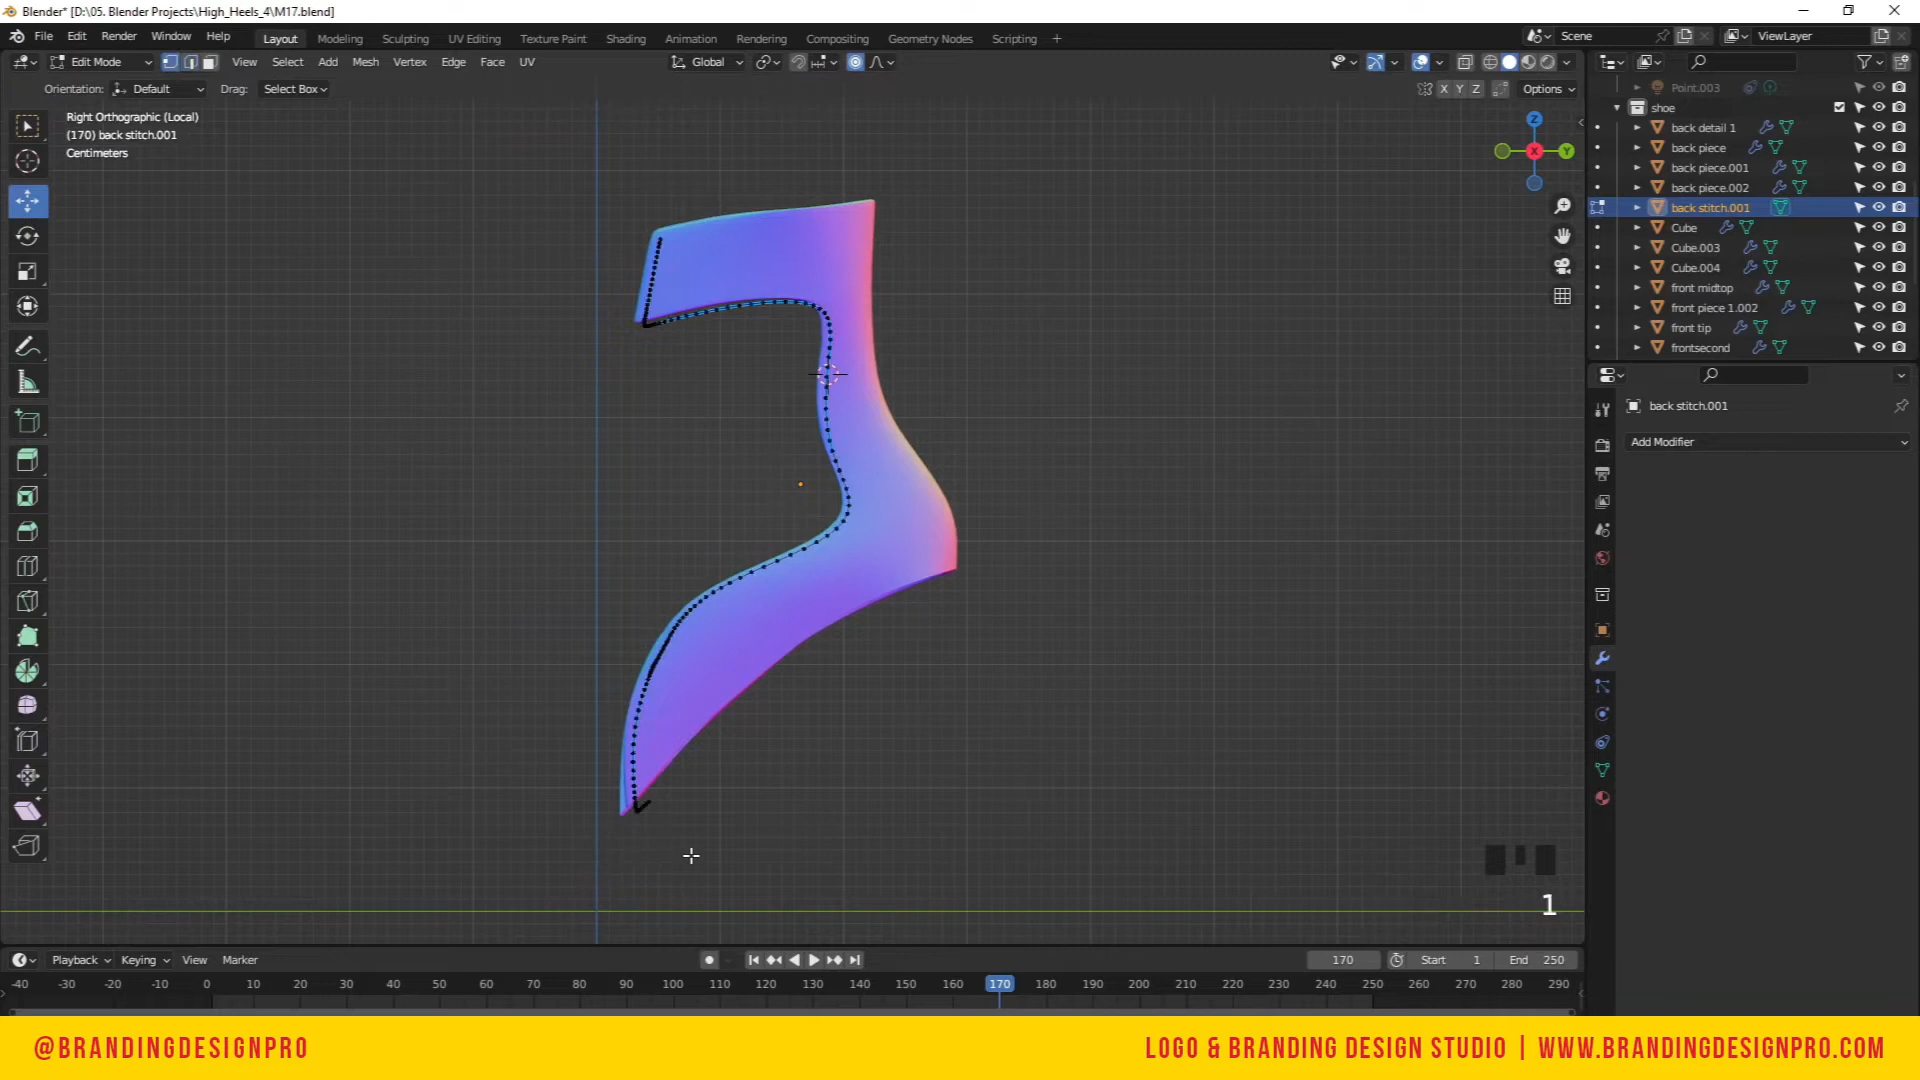 Blender* [D:\05. Blender Projects\High_Heels_4\M17.blend]
File Edit Render Window Help Layout Modeling Sculpting UV Editing Texture Paint Shading Animation Rendering Compositing Geometry Nodes Scripting + Scene ViewLayer
Edit Mode View Select Add Mesh Vertex Edge Face UV Global
Orientation: Default Drag: Select Box X Y Z Options
Right Orthographic (Local)
(170) back stitch.001
Centimeters
Z
X
Y
Point.003
shoe
back detail 1
back piece
back piece.001
back piece.002
back stitch.001
Cube
Cube.003
Cube.004
front midtop
front piece 1.002
front tip
frontsecond
back stitch.001
Add Modifier
1
Playback Keying View Marker 170 Start 1 End 250
-40 -30 -20 -10 0 10 20 30 40 50 60 70 80 90 100 110 120 130 140 150 160 170 180 190 200 210 220 230 240 250 260 270 280 290
@BRANDINGDESIGNPRO LOGO & BRANDING DESIGN STUDIO | WWW.BRANDINGDESIGNPRO.COM